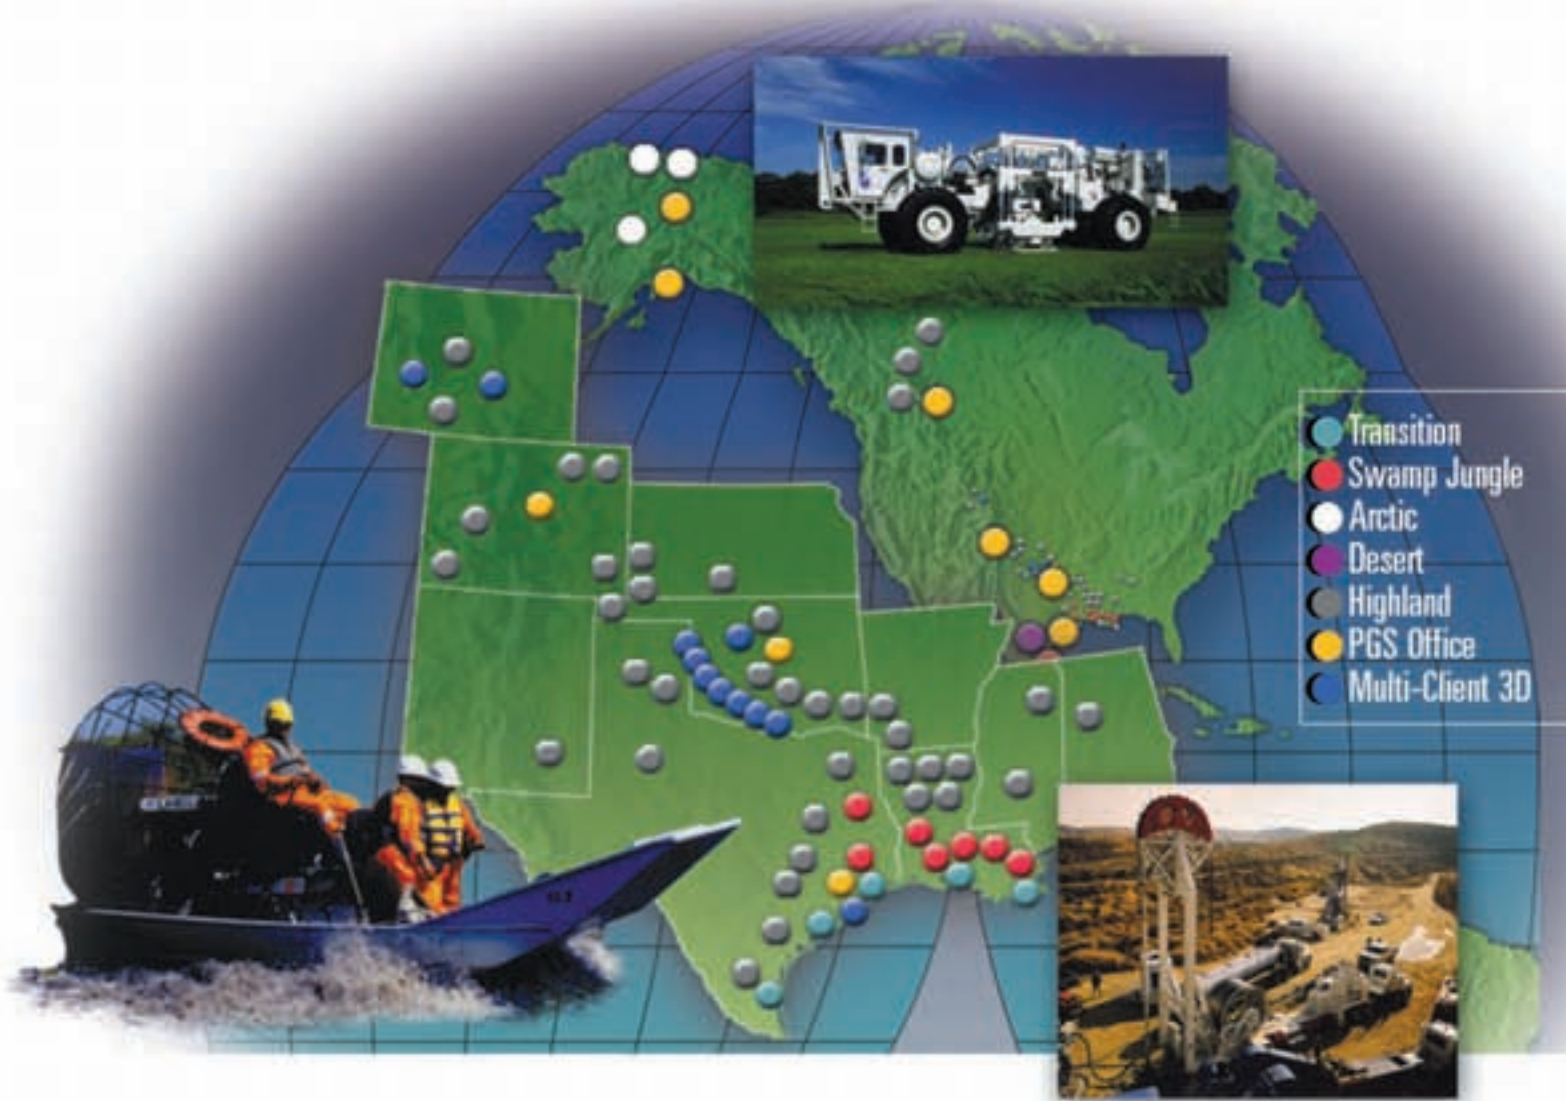 Transition
Swamp Jungle
Arctic
Desert
Highland
PGS Office
Multi-Client 3D